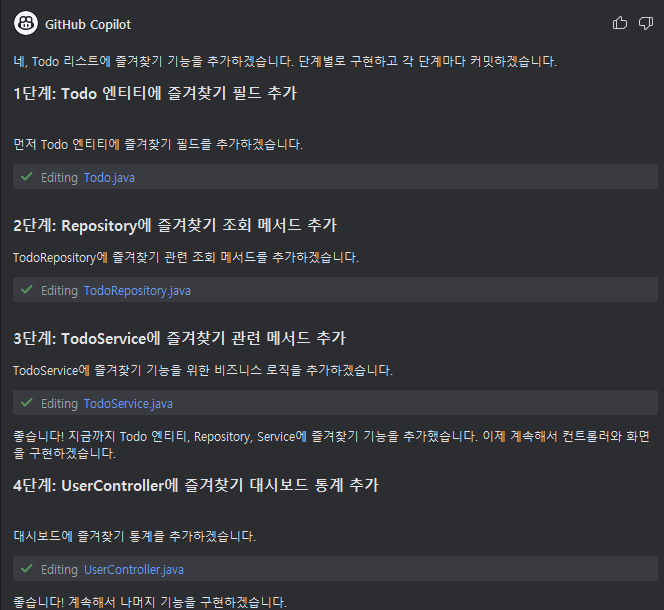 GitHub Copilot
네, Todo 리스트에 즐겨찾기 기능을 추가하겠습니다. 단계별로 구현하고 각 단계마다 커밋하겠습니다.
1단계: Todo 엔티티에 즐겨찾기 필드 추가
먼저 Todo 엔티티에 즐겨찾기 필드를 추가하겠습니다.
Editing Todo.java
2단계: Repository에 즐겨찾기 조회 메서드 추가
TodoRepository에 즐겨찾기 관련 조회 메서드를 추가하겠습니다.
Editing TodoRepository.java
3단계: TodoService에 즐겨찾기 관련 메서드 추가
TodoService에 즐겨찾기 기능을 위한 비즈니스 로직을 추가하겠습니다.
Editing TodoService.java
좋습니다! 지금까지 Todo 엔티티, Repository, Service에 즐겨찾기 기능을 추가했습니다. 이제 계속해서 컨트롤러와 화면
을 구현하겠습니다.
4단계: UserController에 즐겨찾기 대시보드 통계 추가
대시보드에 즐겨찾기 통계를 추가하겠습니다.
Editing UserController.java
좋습니다! 계속해서 나머지 기능을 구현하겠습니다.